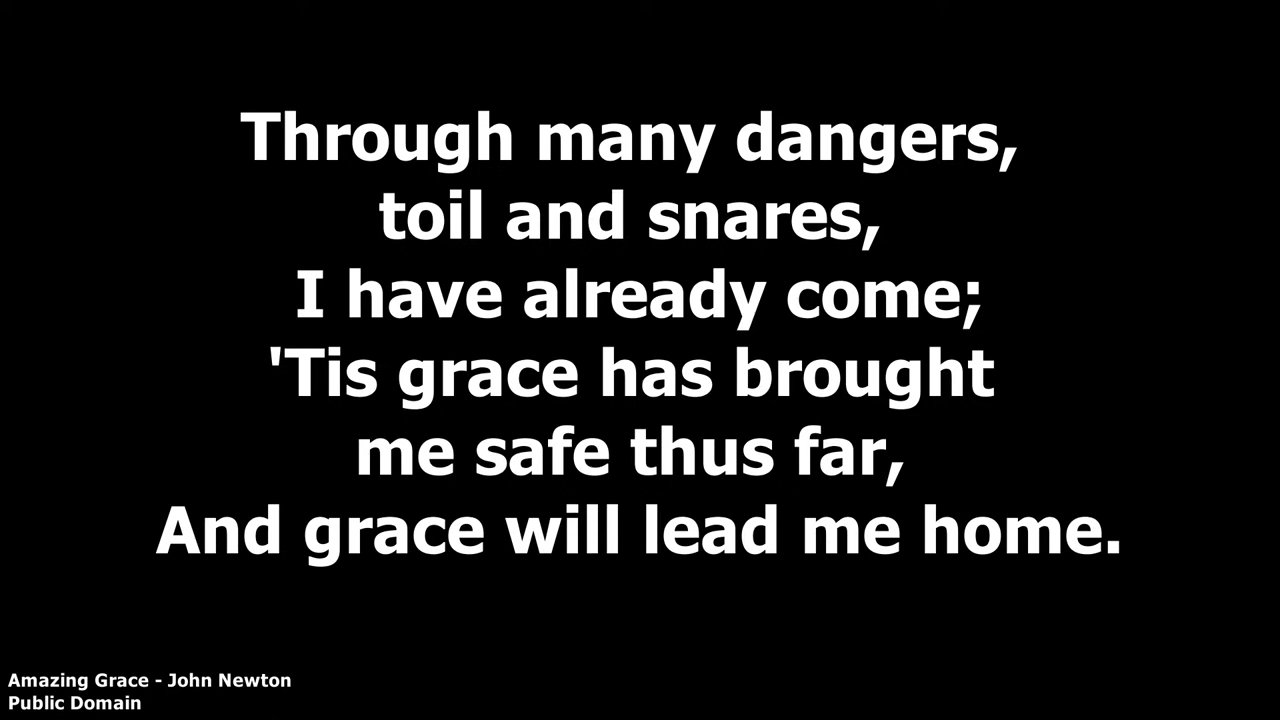 Through many dangers,
toil and snares,
I have already come;
'Tis grace has brought
me safe thus far,
And grace will lead me home.
Amazing Grace - John Newton
Public Domain